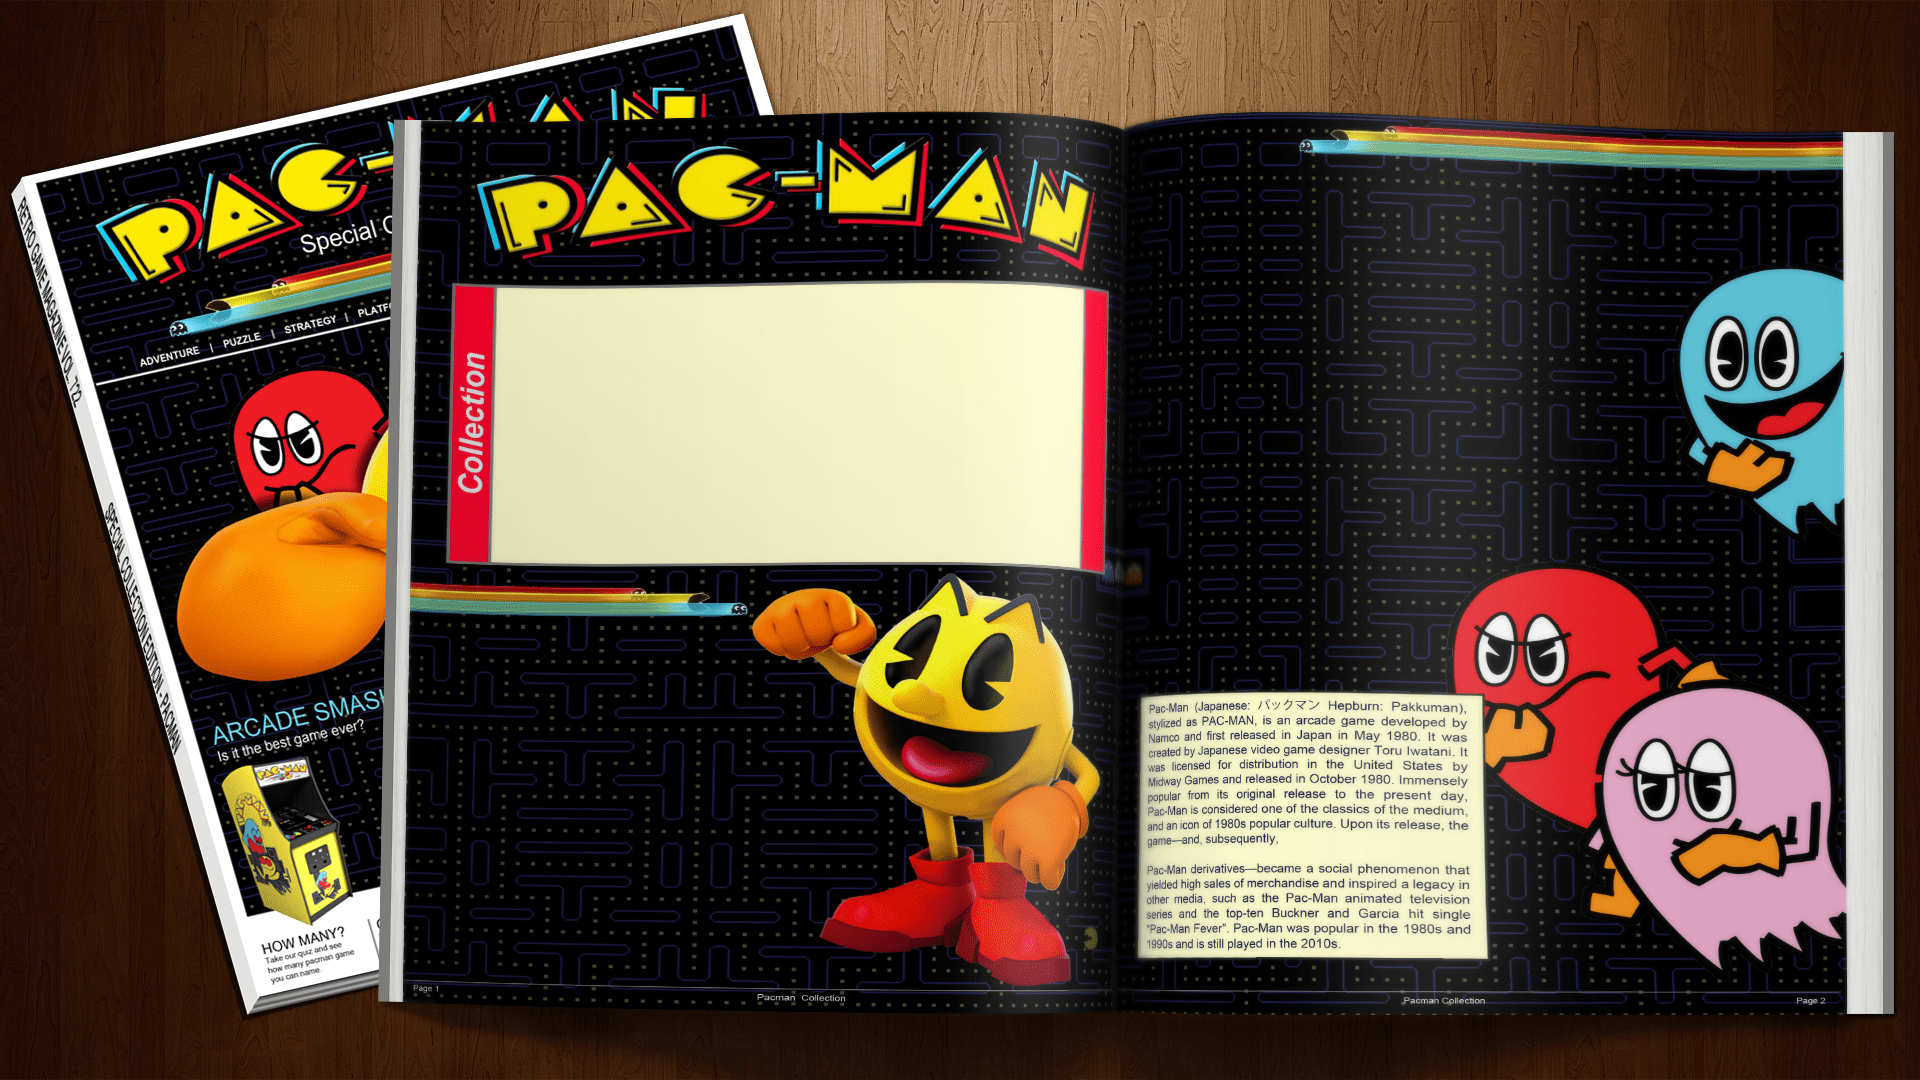 PAC-MAN
Special
ADVENTURE | PUZZLE | STRATEGY |
RETRO GAME MAGAZINE VOL. 722
SPECIAL COLLECTION EDITION - PACMAN
ARCADE SMAS
Is it the best game ever?
PAC-MAN
HOW MANY?
Take our quiz and see
how many pacman game
you can name.
PAC-MAN
Collection
Page 1
Pacman Collection
Pac-Man (Japanese: パックマン Hepburn: Pakkuman),
stylized as PAC-MAN, is an arcade game developed by
Namco and first released in Japan in May 1980. It was
created by Japanese video game designer Toru Iwatani. It
was licensed for distribution in the United States by
Midway Games and released in October 1980. Immensely
popular from its original release to the present day,
Pac-Man is considered one of the classics of the medium,
and an icon of 1980s popular culture. Upon its release, the
game—and, subsequently,
Pac-Man derivatives—became a social phenomenon that
yielded high sales of merchandise and inspired a legacy in
other media, such as the Pac-Man animated television
series and the top-ten Buckner and Garcia hit single
"Pac-Man Fever". Pac-Man was popular in the 1980s and
1990s and is still played in the 2010s.
Pacman Collection
Page 2